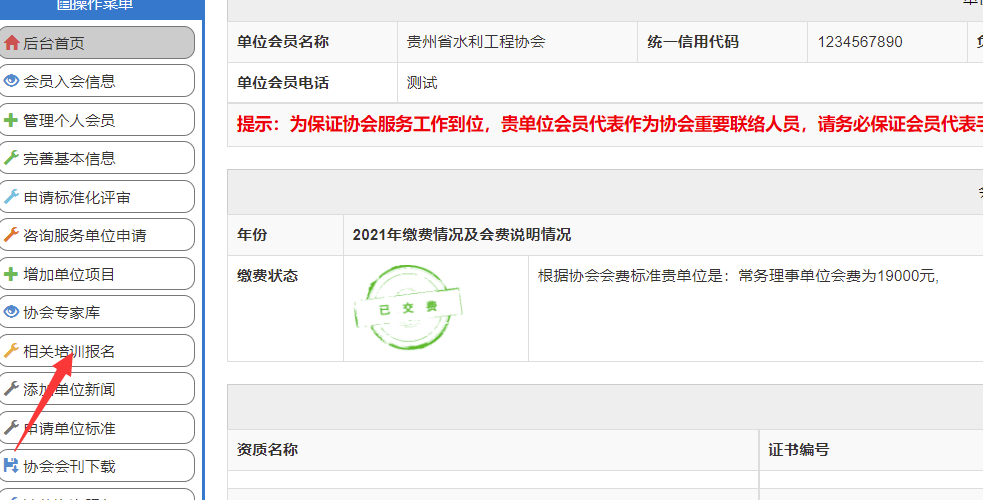 操作菜单
后台首页
会员入会信息
管理个人会员
完善基本信息
申请标准化评审
咨询服务单位申请
增加单位项目
协会专家库
相关培训报名
添加单位新闻
申请单位标准
协会会刊下载
单位会员名称 贵州省水利工程协会 统一信用代码 1234567890
单位会员电话 测试
提示：为保证协会服务工作到位，贵单位会员代表作为协会重要联络人员，请务必保证会员代表手
年份 2021年缴费情况及会费说明情况
缴费状态 已交费 根据协会会费标准贵单位是：常务理事单位会费为19000元,
资质名称 证书编号